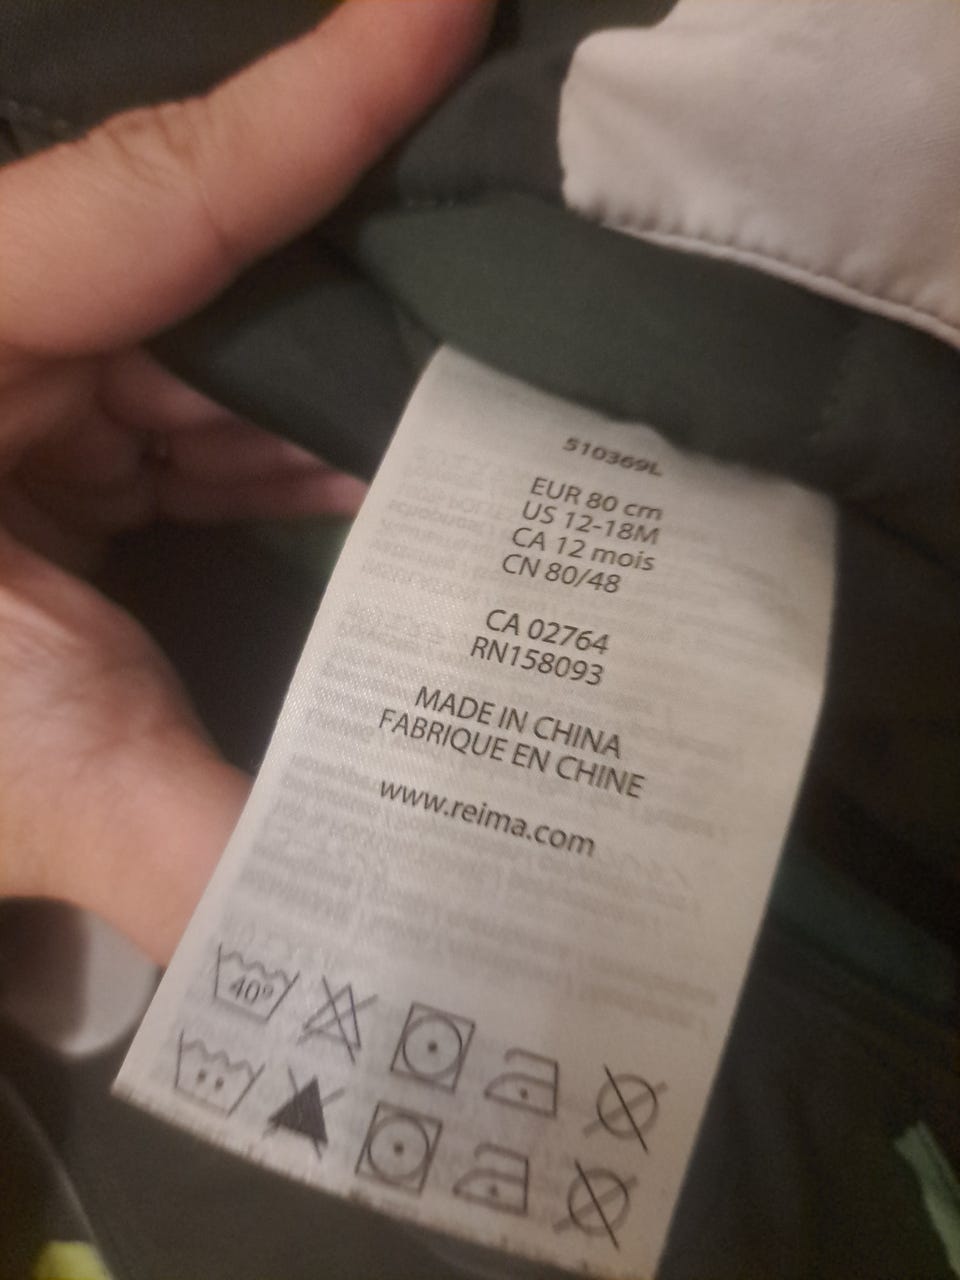 510369L
EUR 80 cm
US 12-18M
CA 12 mois
CN 80/48
CA 02764
RN158093
MADE IN CHINA
FABRIQUE EN CHINE
www.reima.com
40º